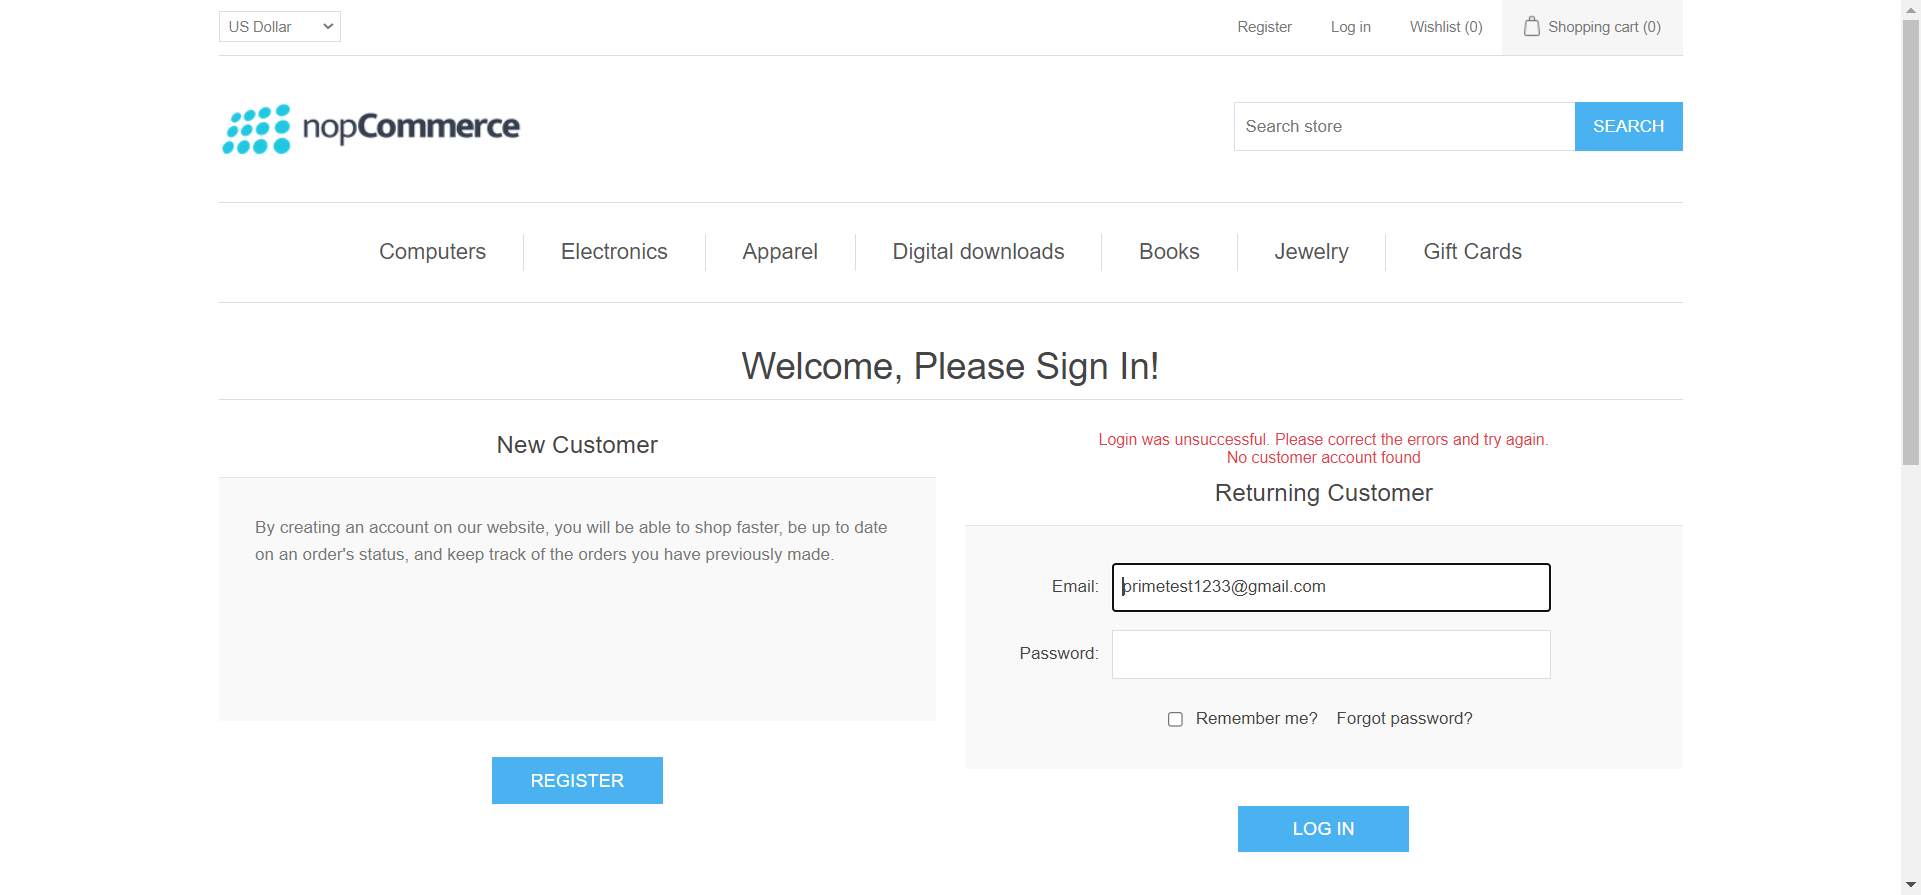 US Dollar
Register
Log in
Wishlist (0)
Shopping cart (0)
nopCommerce
Search store
SEARCH
Computers
Electronics
Apparel
Digital downloads
Books
Jewelry
Gift Cards
Welcome, Please Sign In!
New Customer
By creating an account on our website, you will be able to shop faster, be up to date
on an order's status, and keep track of the orders you have previously made.
REGISTER
Login was unsuccessful. Please correct the errors and try again.
No customer account found
Returning Customer
Email:
primetest1233@gmail.com
Password:
Remember me?
Forgot password?
LOG IN